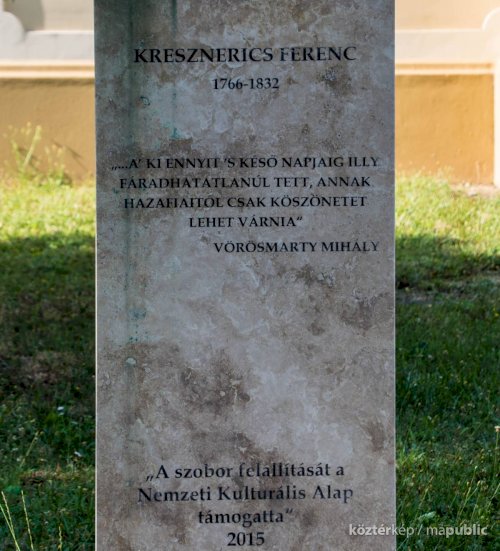 KRESZNERICS FERENC
1766-1832
„...A' KI ENNYIT 'S KÉSŐ NAPJAIG ILLY
FÁRADHATATLANÚL TETT, ANNAK
HAZAFIAITÓL CSAK KÖSZÖNETET
LEHET VÁRNIA"
VÖRÖSMARTY MIHÁLY
„A szobor felállítását a
Nemzeti Kulturális Alap
támogatta"
2015
köztérkép / mapublic